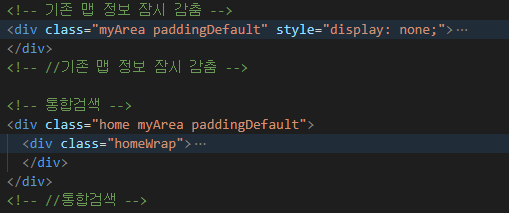 <!-- 기존 맵 정보 잠시 감춤 -->
<div class="myArea paddingDefault" style="display: none;">…
</div>
<!-- //기존 맵 정보 잠시 감춤 -->
<!-- 통합검색 -->
<div class="home myArea paddingDefault">
<div class="homeWrap">…
</div>
</div>
<!-- //통합검색 -->